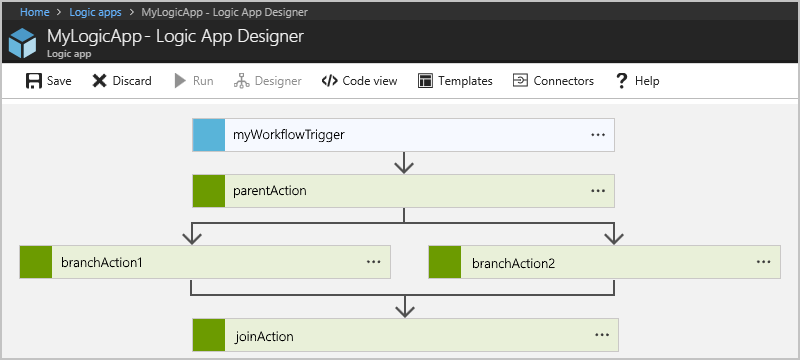 Home > Logic apps > MyLogicApp - Logic App Designer
MyLogicApp - Logic App Designer
Logic app
Save Discard Run Designer Code view Templates Connectors Help
myWorkflowTrigger ...
parentAction ...
branchAction1 ... branchAction2 ...
joinAction ...